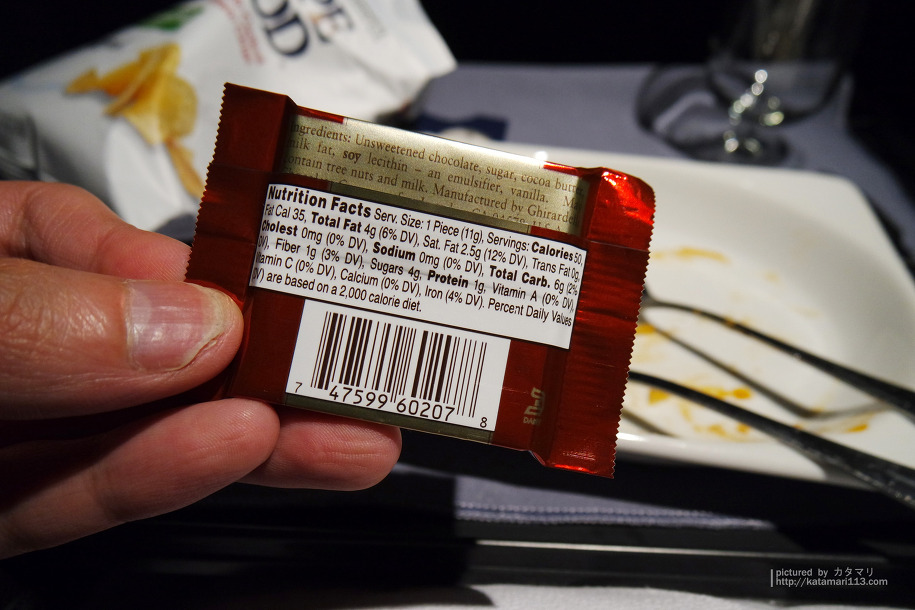 OD
ngredients: Unsweetened chocolate, sugar, cocoa butt
milk fat, soy lecithin – an emulsifier, vanilla.
ontain tree nuts and milk. Manufactured by Ghirarde
Nutrition Facts Serv. Size: 1 Piece (11g), Servings: Calories 50,
Fat Cal 35, Total Fat 4g (6% DV), Sat. Fat 2.5g (12% DV), Trans Fat 0g,
Cholest 0mg (0% DV), Sodium 0mg (0% DV), Total Carb. 6g (2%
DV), Fiber 1g (3% DV), Sugars 4g, Protein 1g, Vitamin A (0% DV),
Vitamin C (0% DV), Calcium (0% DV), Iron (4% DV). Percent Daily Values
V) are based on a 2,000 calorie diet.
7 47599 60207 8
pictured by カタマリ
http://katamari113.com